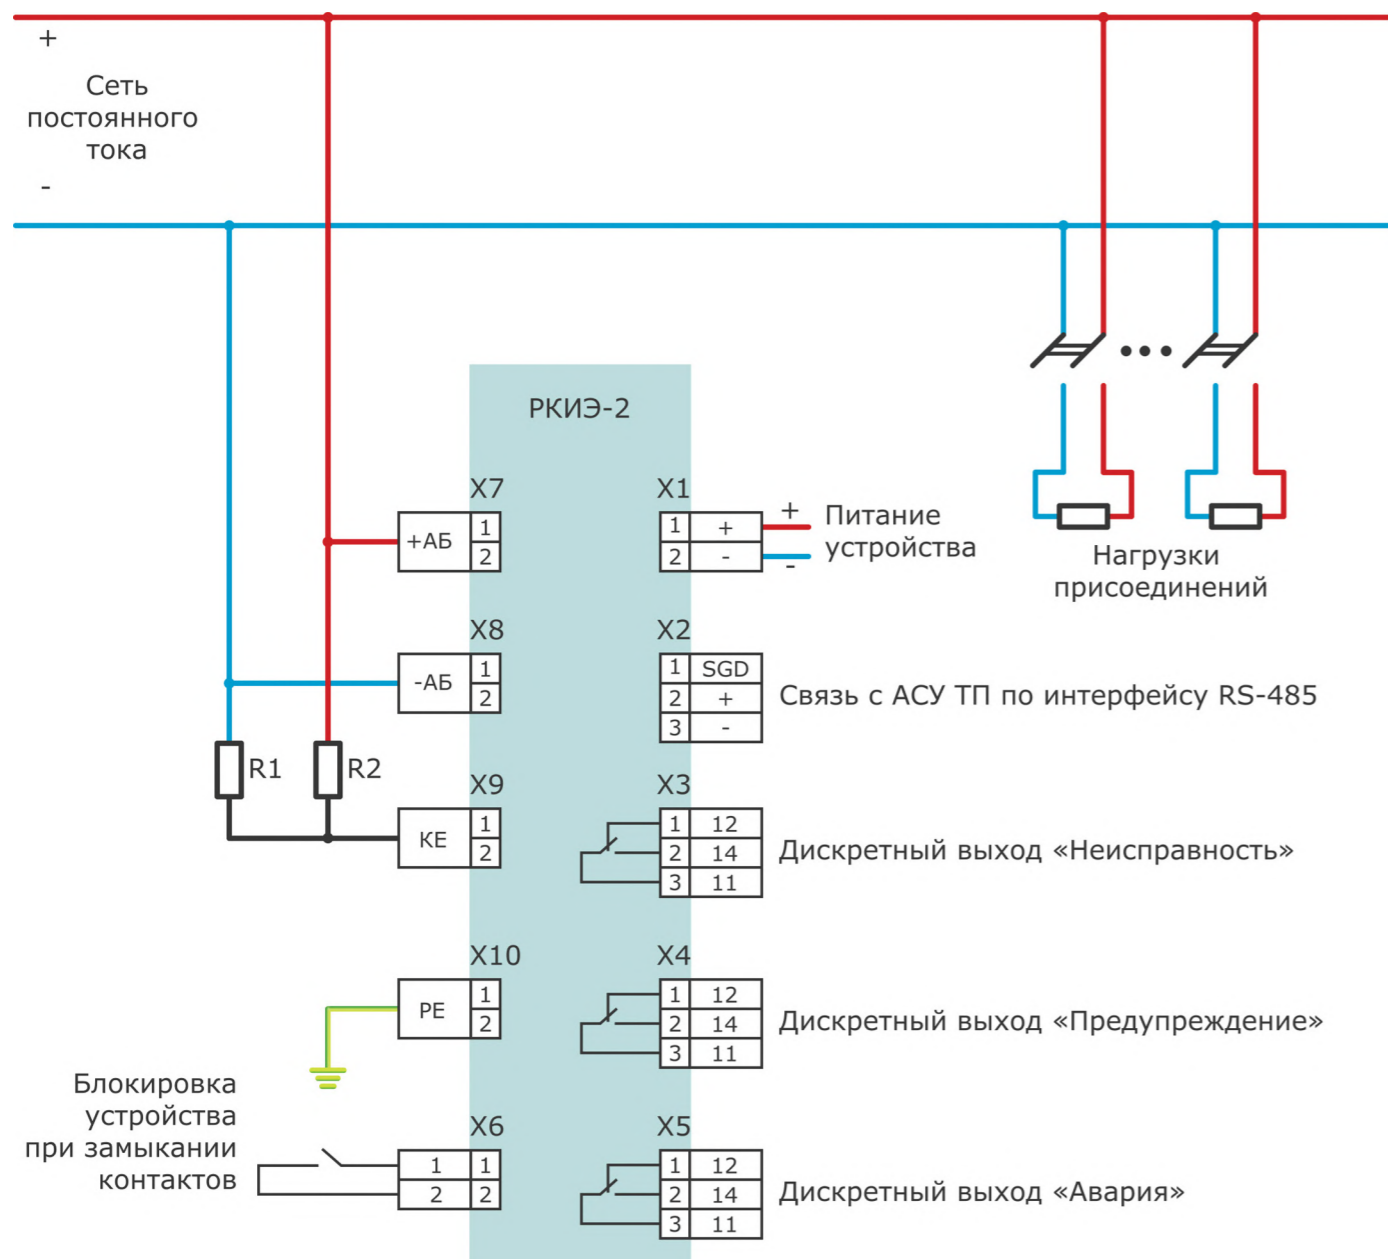 +
Сеть
постоянного
тока
-
РКИЭ-2
X7
+АБ
1
2
X1
1 +
2 -
+
-
Питание
устройства
Нагрузки
присоединений
X8
-АБ
1
2
X2
1 SGD
2 +
3 -
Связь с АСУ ТП по интерфейсу RS-485
R1
R2
X9
КЕ
1
2
X3
1 12
2 14
3 11
Дискретный выход «Неисправность»
X10
PE
1
2
X4
1 12
2 14
3 11
Дискретный выход «Предупреждение»
Блокировка
устройства
при замыкании
контактов
X6
1 1
2 2
X5
1 12
2 14
3 11
Дискретный выход «Авария»